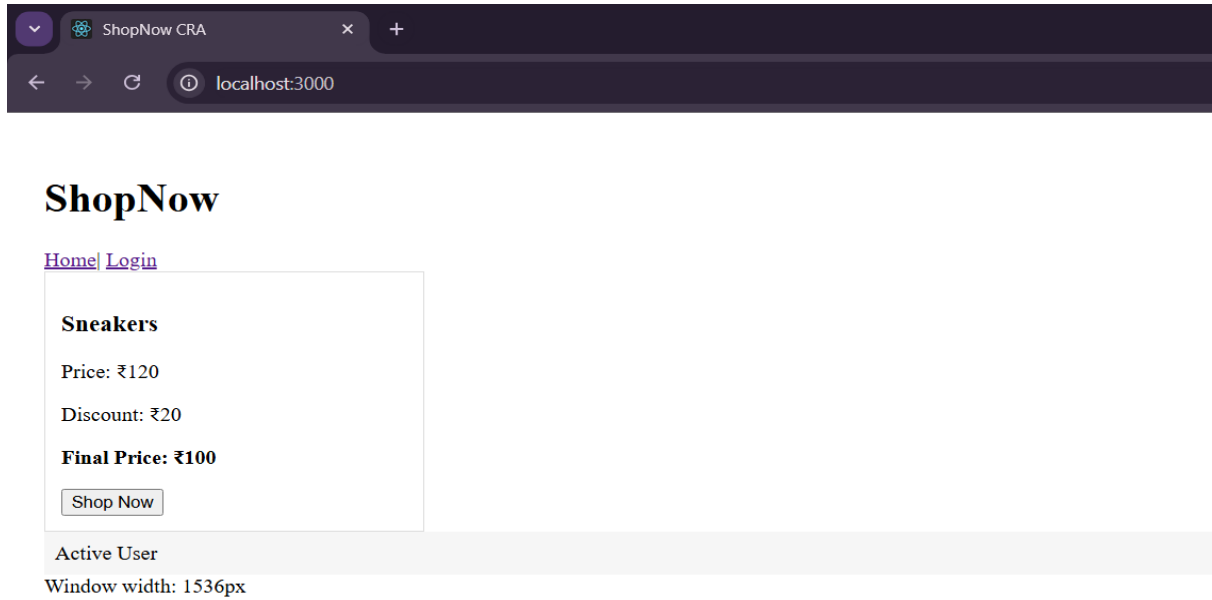 ShopNow CRA
localhost:3000
ShopNow
Home| Login
Sneakers
Price: ₹120
Discount: ₹20
Final Price: ₹100
Shop Now
Active User
Window width: 1536px